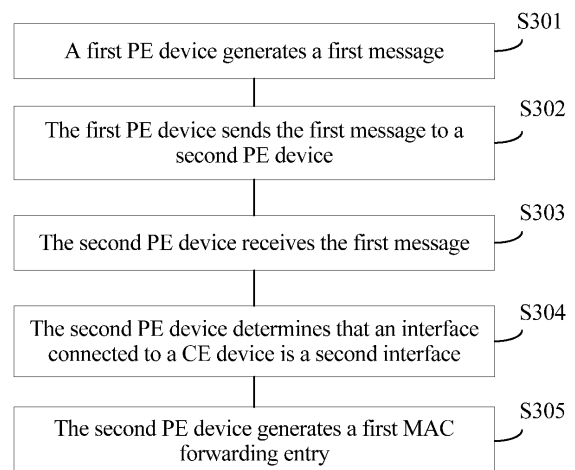 S301
A first PE device generates a first message
S302
The first PE device sends the first message to a
second PE device
S303
The second PE device receives the first message
S304
The second PE device determines that an interface
connected to a CE device is a second interface
S305
The second PE device generates a first MAC
forwarding entry